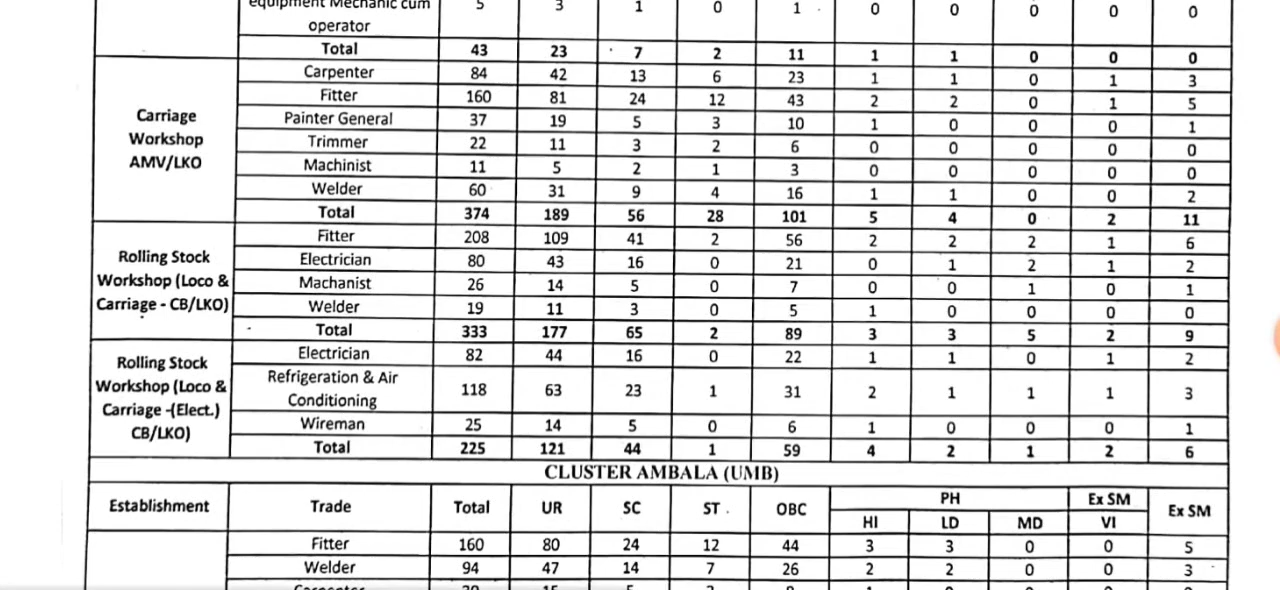 equipment Mechanic cum operator 5 3 1 0 1 0 0 0 0 0
Total 43 23 7 2 11 1 1 0 0 0
Carriage Workshop AMV/LKO
Carpenter 84 42 13 6 23 1 1 0 1 3
Fitter 160 81 24 12 43 2 2 0 1 5
Painter General 37 19 5 3 10 1 0 0 0 1
Trimmer 22 11 3 2 6 0 0 0 0 0
Machinist 11 5 2 1 3 0 0 0 0 0
Welder 60 31 9 4 16 1 1 0 0 2
Total 374 189 56 28 101 5 4 0 2 11
Rolling Stock Workshop (Loco & Carriage - CB/LKO)
Fitter 208 109 41 2 56 2 2 2 1 6
Electrician 80 43 16 0 21 0 1 2 1 2
Machanist 26 14 5 0 7 0 0 1 0 1
Welder 19 11 3 0 5 1 0 0 0 0
Total 333 177 65 2 89 3 3 5 2 9
Rolling Stock Workshop (Loco & Carriage -(Elect.) CB/LKO)
Electrician 82 44 16 0 22 1 1 0 1 2
Refrigeration & Air Conditioning 118 63 23 1 31 2 1 1 1 3
Wireman 25 14 5 0 6 1 0 0 0 1
Total 225 121 44 1 59 4 2 1 2 6
CLUSTER AMBALA (UMB)
Establishment Trade Total UR SC ST OBC PH Ex SM Ex SM
HI LD MD VI
Fitter 160 80 24 12 44 3 3 0 0 5
Welder 94 47 14 7 26 2 2 0 0 3